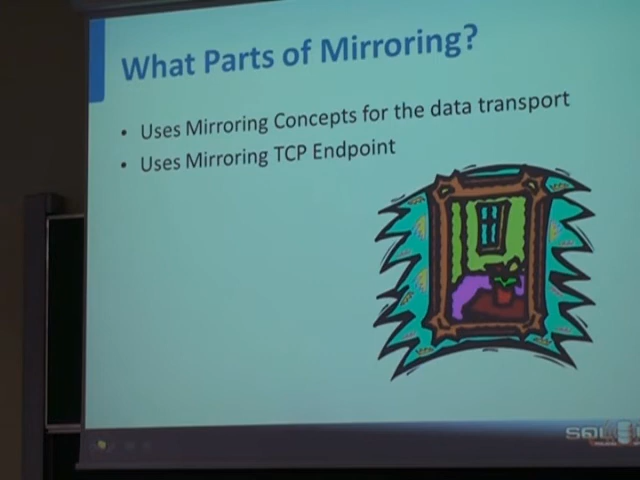 What Parts of Mirroring?
• Uses Mirroring Concepts for the data transport
• Uses Mirroring TCP Endpoint